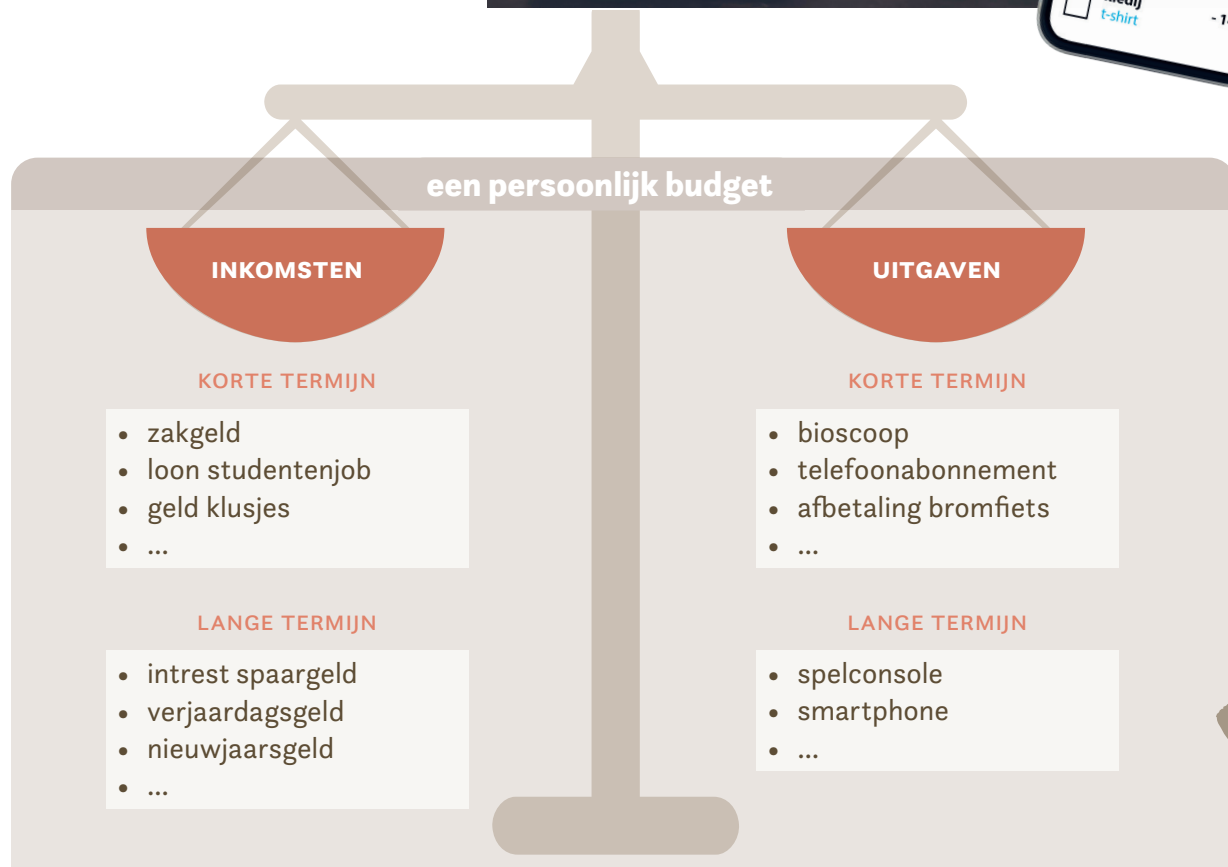 t-shirt
een persoonlijk budget
INKOMSTEN
KORTE TERMIJN
• zakgeld
• loon studentenjob
• geld klusjes
• ...
LANGE TERMIJN
• intrest spaargeld
• verjaardagsgeld
• nieuwjaarsgeld
• ...
UITGAVEN
KORTE TERMIJN
• bioscoop
• telefoonabonnement
• afbetaling bromfiets
• ...
LANGE TERMIJN
• spelconsole
• smartphone
• ...